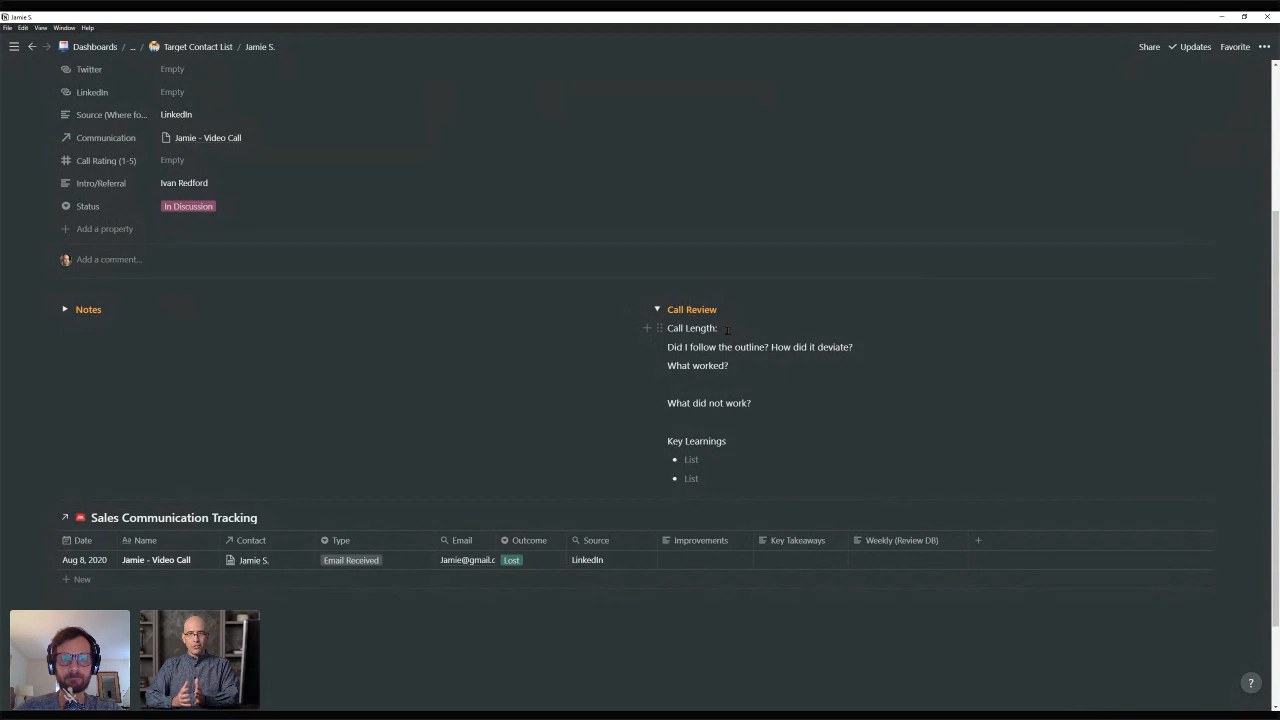 Jamie S.
File Edit View Window Help
Dashboards / ... / Target Contact List / Jamie S. Share Updates Favorite
Twitter Empty
LinkedIn Empty
Source (Where fo... LinkedIn
Communication Jamie - Video Call
Call Rating (1-5) Empty
Intro/Referral Ivan Redford
Status In Discussion
Add a property
Add a comment...
Notes
Call Review
Call Length:
Did I follow the outline? How did it deviate?
What worked?
What did not work?
Key Learnings
• List
• List
Sales Communication Tracking
Date Name Contact Type Email Outcome Source Improvements Key Takeaways Weekly (Review DB)
Aug 8, 2020 Jamie - Video Call Jamie S. Email Received Jamie@gmail.c Lost LinkedIn
New
?